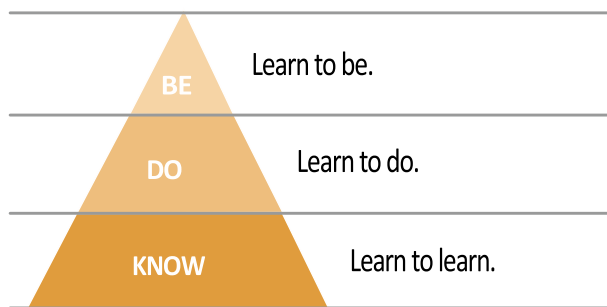 BE
Learn to be.
DO
Learn to do.
KNOW
Learn to learn.